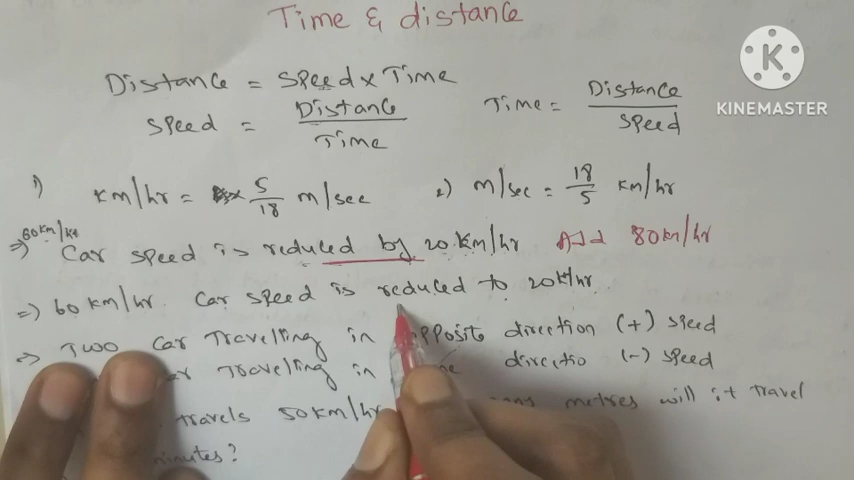 Time & distance
Distance = Speed x Time
Speed = Distance / Time
Time = Distance / Speed
KINEMASTER
1) km/hr = 5/18 m/sec
2) m/sec = 18/5 km/hr
60km/hr
=> Car speed is reduced by 20 km/hr 80km/hr
=> 60 km/hr. Car speed is reduced to 20k/hr.
=> Two Car Travelling in opposite direction (+) speed
Travelling in directio (-) speed
travels 50km/hr metres will it travel
minutes?